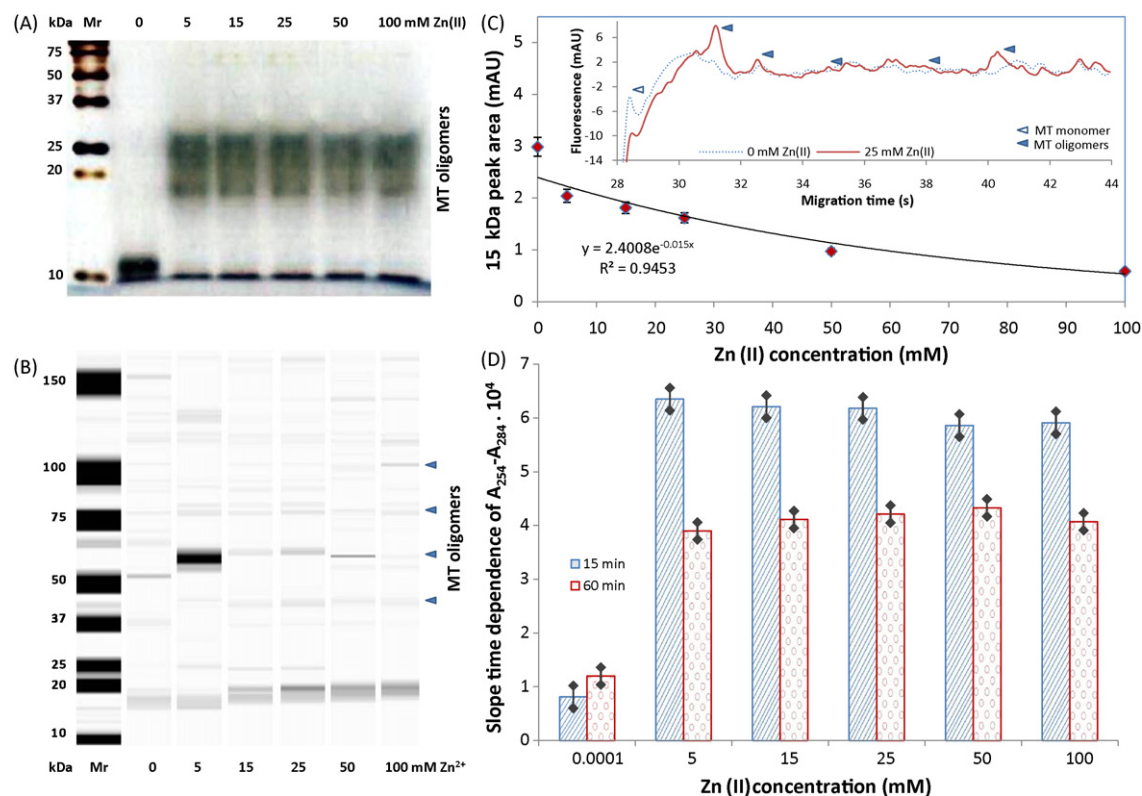 (A)
kDa Mr 0 5 15 25 50 100 mM Zn(II)
75
50
37
25
20
10
MT oligomers
(B)
150
100
75
50
37
25
20
10
MT oligomers
kDa Mr 0 5 15 25 50 100 mM Zn²⁺
(C)
15 kDa peak area (mAU)
5
4
3
2
1
0
0 10 20 30 40 50 60 70 80 90 100
Zn (II) concentration (mM)
y = 2.4008e^-0.015x
R² = 0.9453
Fluorescence (mAU)
6
2
-2
-6
-10
-14
MT monomer
MT oligomers
0 mM Zn(II) 25 mM Zn(II)
28 30 32 34 36 38 40 42 44
Migration time (s)
(D)
Slope time dependence of A₂₅₄-A₂₈₄ · 10⁴
7
6
5
4
3
2
1
0
15 min
60 min
0.0001 5 15 25 50 100
Zn (II)concentration (mM)